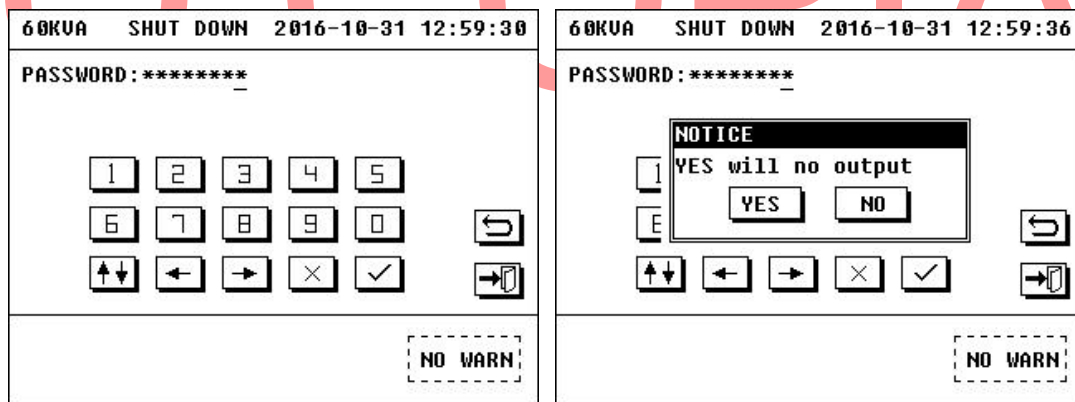 60KVA SHUT DOWN 2016-10-31 12:59:30
PASSWORD:********
1 2 3 4 5
6 7 8 9 0
NO WARN
60KVA SHUT DOWN 2016-10-31 12:59:36
PASSWORD:********
NOTICE
YES will no output
YES NO
NO WARN